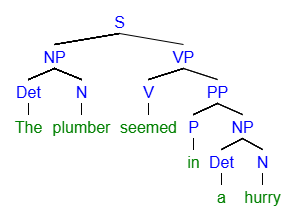 S
NP VP
Det N V PP
The plumber seemed P NP
in Det N
a hurry